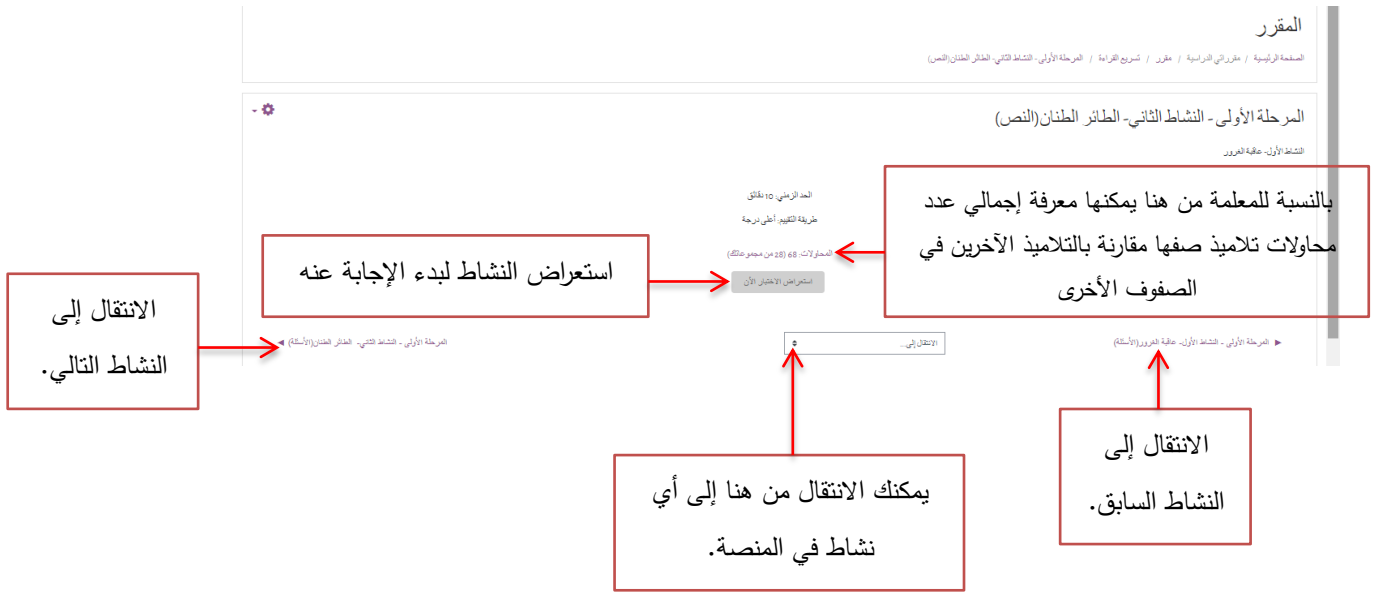 المقرر
الصفحة الرئيسية / مقرراتي الدراسية / مقرر / تسريع القراءة / المرحلة الأولى - النشاط الثاني- الطائر الطنان(النص)
المرحلة الأولى - النشاط الثاني- الطائر الطنان(النص)
النشاط الأول- عاقبة الغرور
الحد الزمني: 10 دقائق
طريقة التقييم: أعلى درجة
المحاولات: 68 (28 من مجموعاتك)
استعراض الاختبار الآن
بالنسبة للمعلمة من هنا يمكنها معرفة إجمالي عدد
محاولات تلاميذ صفها مقارنة بالتلاميذ الآخرين في
الصفوف الأخرى
استعراض النشاط لبدء الإجابة عنه
الانتقال إلى
النشاط التالي.
◄ المرحلة الأولى - النشاط الأول- عاقبة الغرور(الأسئلة)
الانتقال إلى...
المرحلة الأولى - النشاط الثاني- الطائر الطنان(الأسئلة) ►
الانتقال إلى
النشاط السابق.
يمكنك الانتقال من هنا إلى أي
نشاط في المنصة.